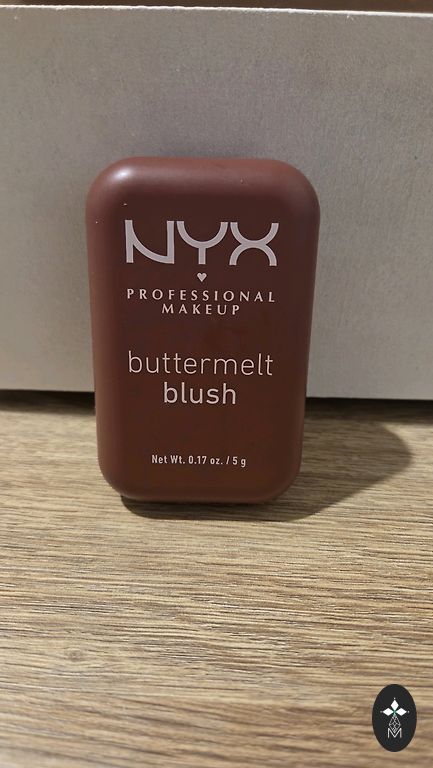 NYX
PROFESSIONAL
MAKEUP
buttermelt
blush
Net Wt. 0.17 oz. / 5 g
M